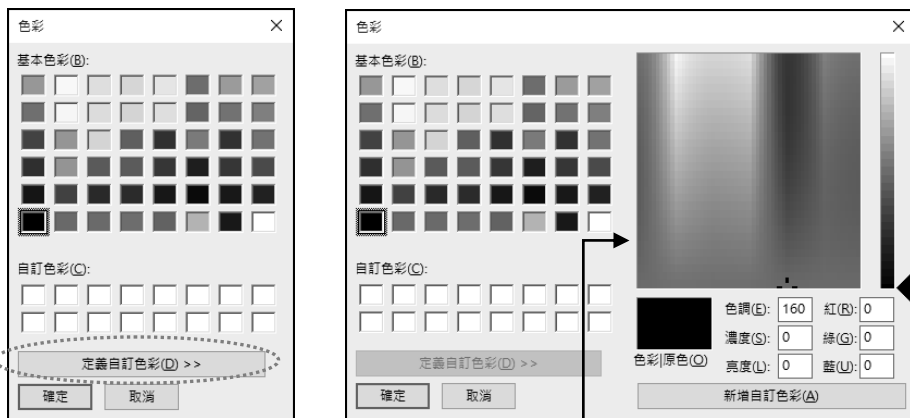 色彩
基本色彩(B):
自訂色彩(C):
定義自訂色彩(D) >>
確定 取消
色彩
基本色彩(B):
自訂色彩(C):
定義自訂色彩(D) >>
確定 取消
色彩|原色(O)
色調(E): 160 紅(R): 0
濃度(S): 0 綠(G): 0
亮度(L): 0 藍(U): 0
新增自訂色彩(A)